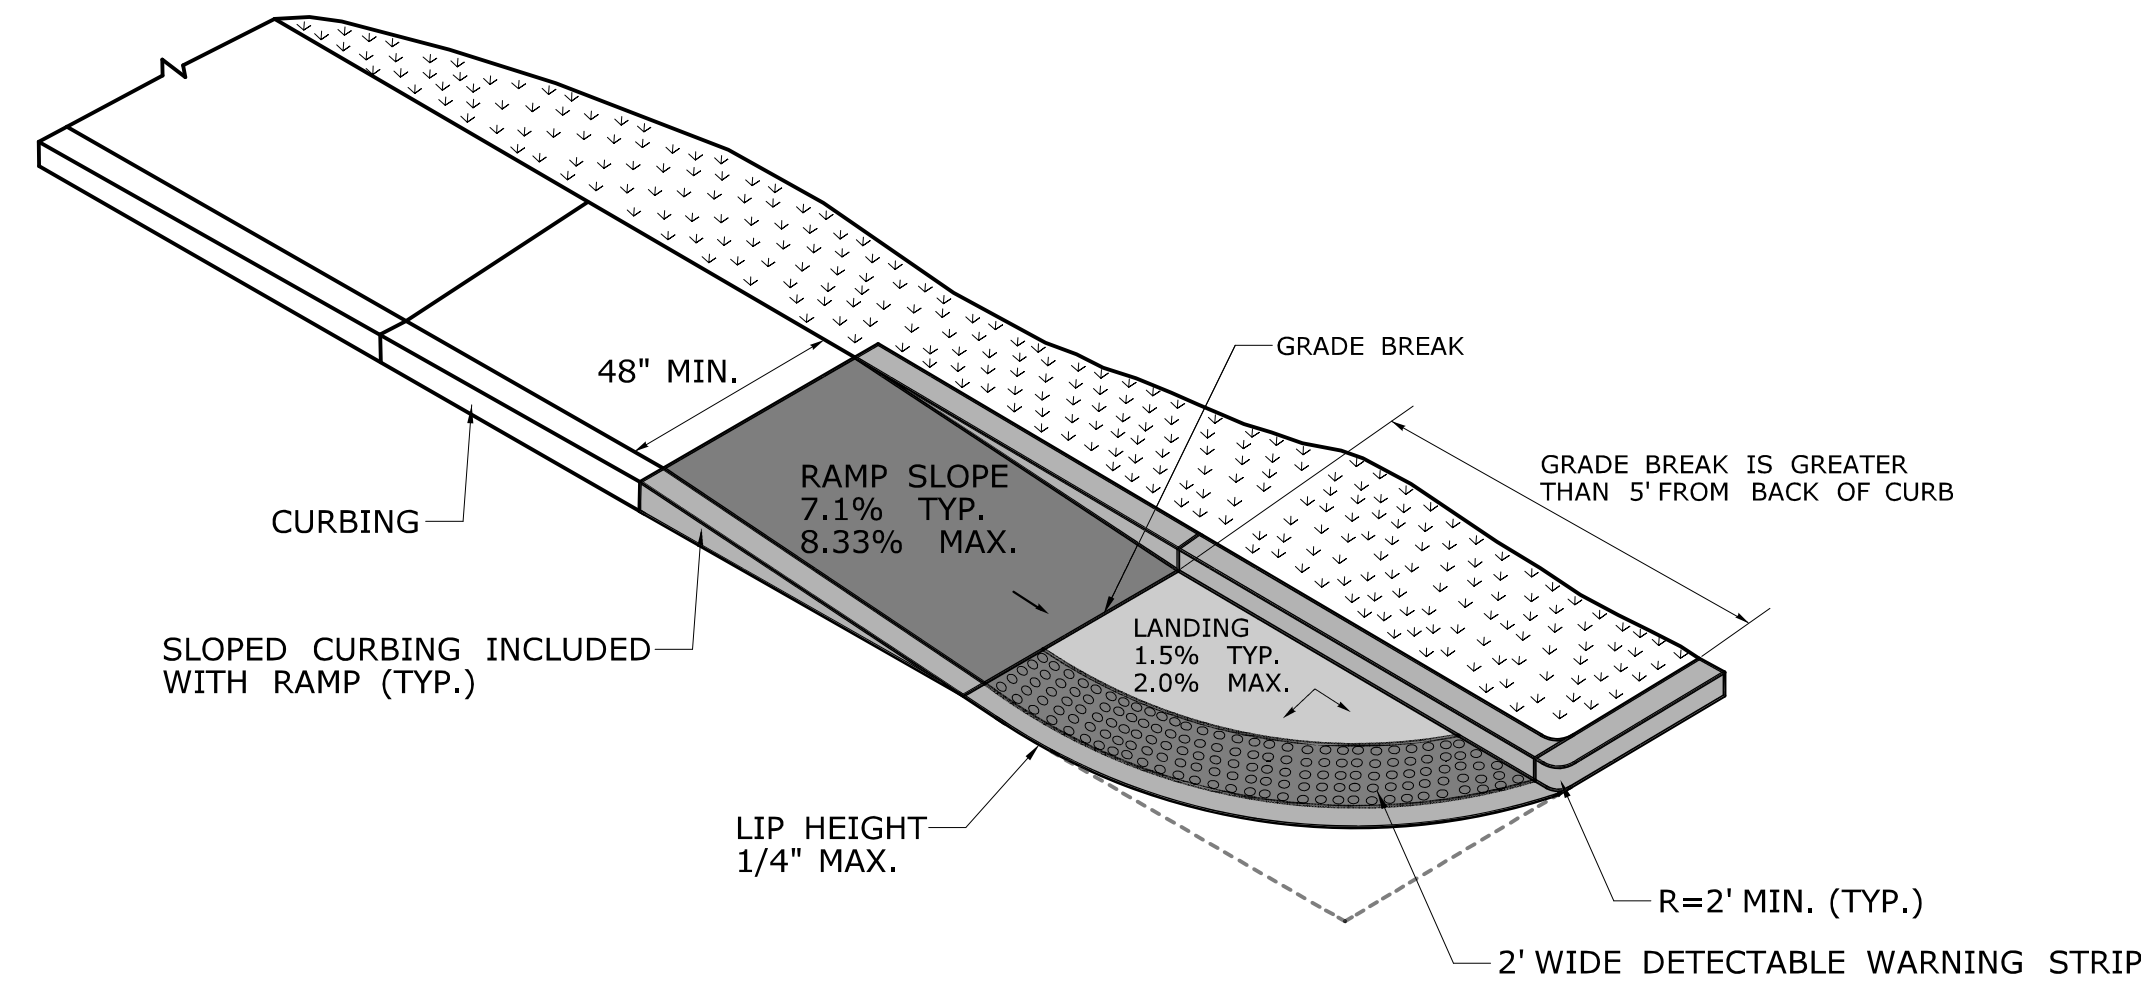 GRADE BREAK
48" MIN.
GRADE BREAK IS GREATER
THAN 5' FROM BACK OF CURB
RAMP SLOPE
7.1% TYP.
8.33% MAX.
CURBING
LANDING
1.5% TYP.
2.0% MAX.
SLOPED CURBING INCLUDED
WITH RAMP (TYP.)
LIP HEIGHT
1/4" MAX.
R=2' MIN. (TYP.)
2' WIDE DETECTABLE WARNING STRIP